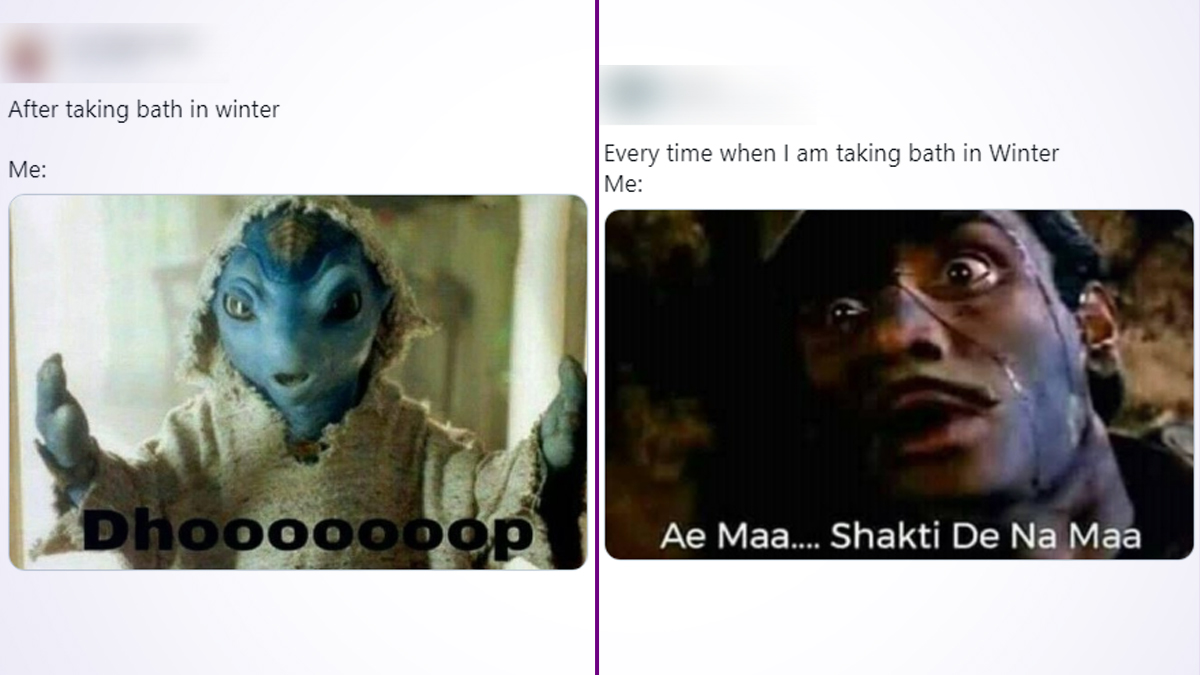 After taking bath in winter
Me:
Dhoooooooop
Every time when I am taking bath in Winter
Me:
Ae Maa.... Shakti De Na Maa